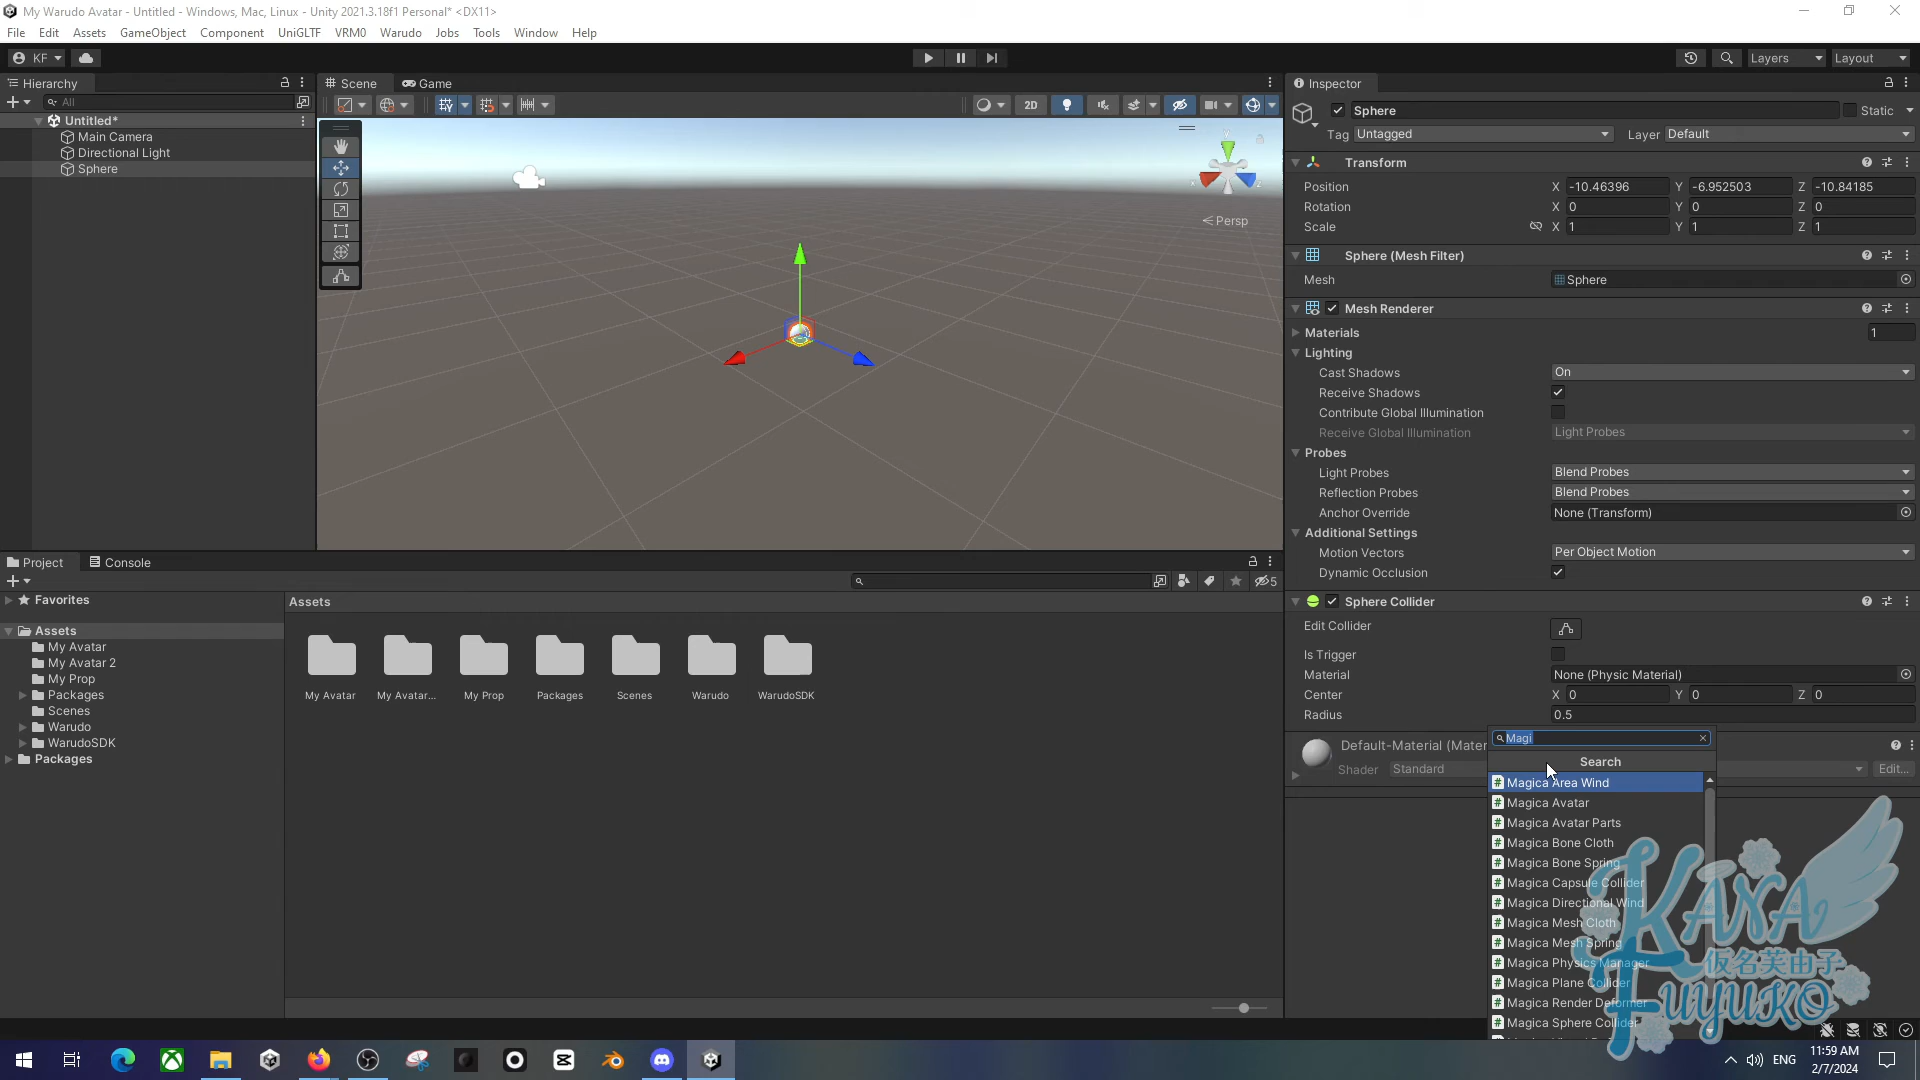 My Warudo Avatar - Untitled - Windows, Mac, Linux - Unity 2021.3.18f1 Personal* <DX11>
File Edit Assets GameObject Component UniGLTF VRM0 Warudo Jobs Tools Window Help
KF Layers Layout
Hierarchy
All
Untitled*
Main Camera
Directional Light
Sphere
Scene Game
2D
Persp
Inspector
Sphere Static
Tag Untagged Layer Default
Transform
Position X -10.46396 Y -6.952503 Z -10.84185
Rotation X 0 Y 0 Z 0
Scale X 1 Y 1 Z 1
Sphere (Mesh Filter)
Mesh Sphere
Mesh Renderer
Materials 1
Lighting
Cast Shadows On
Receive Shadows
Contribute Global Illumination
Receive Global Illumination Light Probes
Probes
Light Probes Blend Probes
Reflection Probes Blend Probes
Anchor Override None (Transform)
Additional Settings
Motion Vectors Per Object Motion
Dynamic Occlusion
Sphere Collider
Edit Collider
Is Trigger
Material None (Physic Material)
Center X 0 Y 0 Z 0
Radius 0.5
Default-Material (Mater
Shader Standard Edit...
Magi
Search
Magica Area Wind
Magica Avatar
Magica Avatar Parts
Magica Bone Cloth
Magica Bone Spring
Magica Capsule Collider
Magica Directional Wind
Magica Mesh Cloth
Magica Mesh Spring
Magica Physics Manager
Magica Plane Collider
Magica Render Deformer
Magica Sphere Collider
Project Console
5
Favorites
Assets
My Avatar
My Avatar 2
My Prop
Packages
Scenes
Warudo
WarudoSDK
Packages
Assets
My Avatar My Avatar... My Prop Packages Scenes Warudo WarudoSDK
KANA
仮名芙由子
FUYUKO
ENG
11:59 AM
2/7/2024